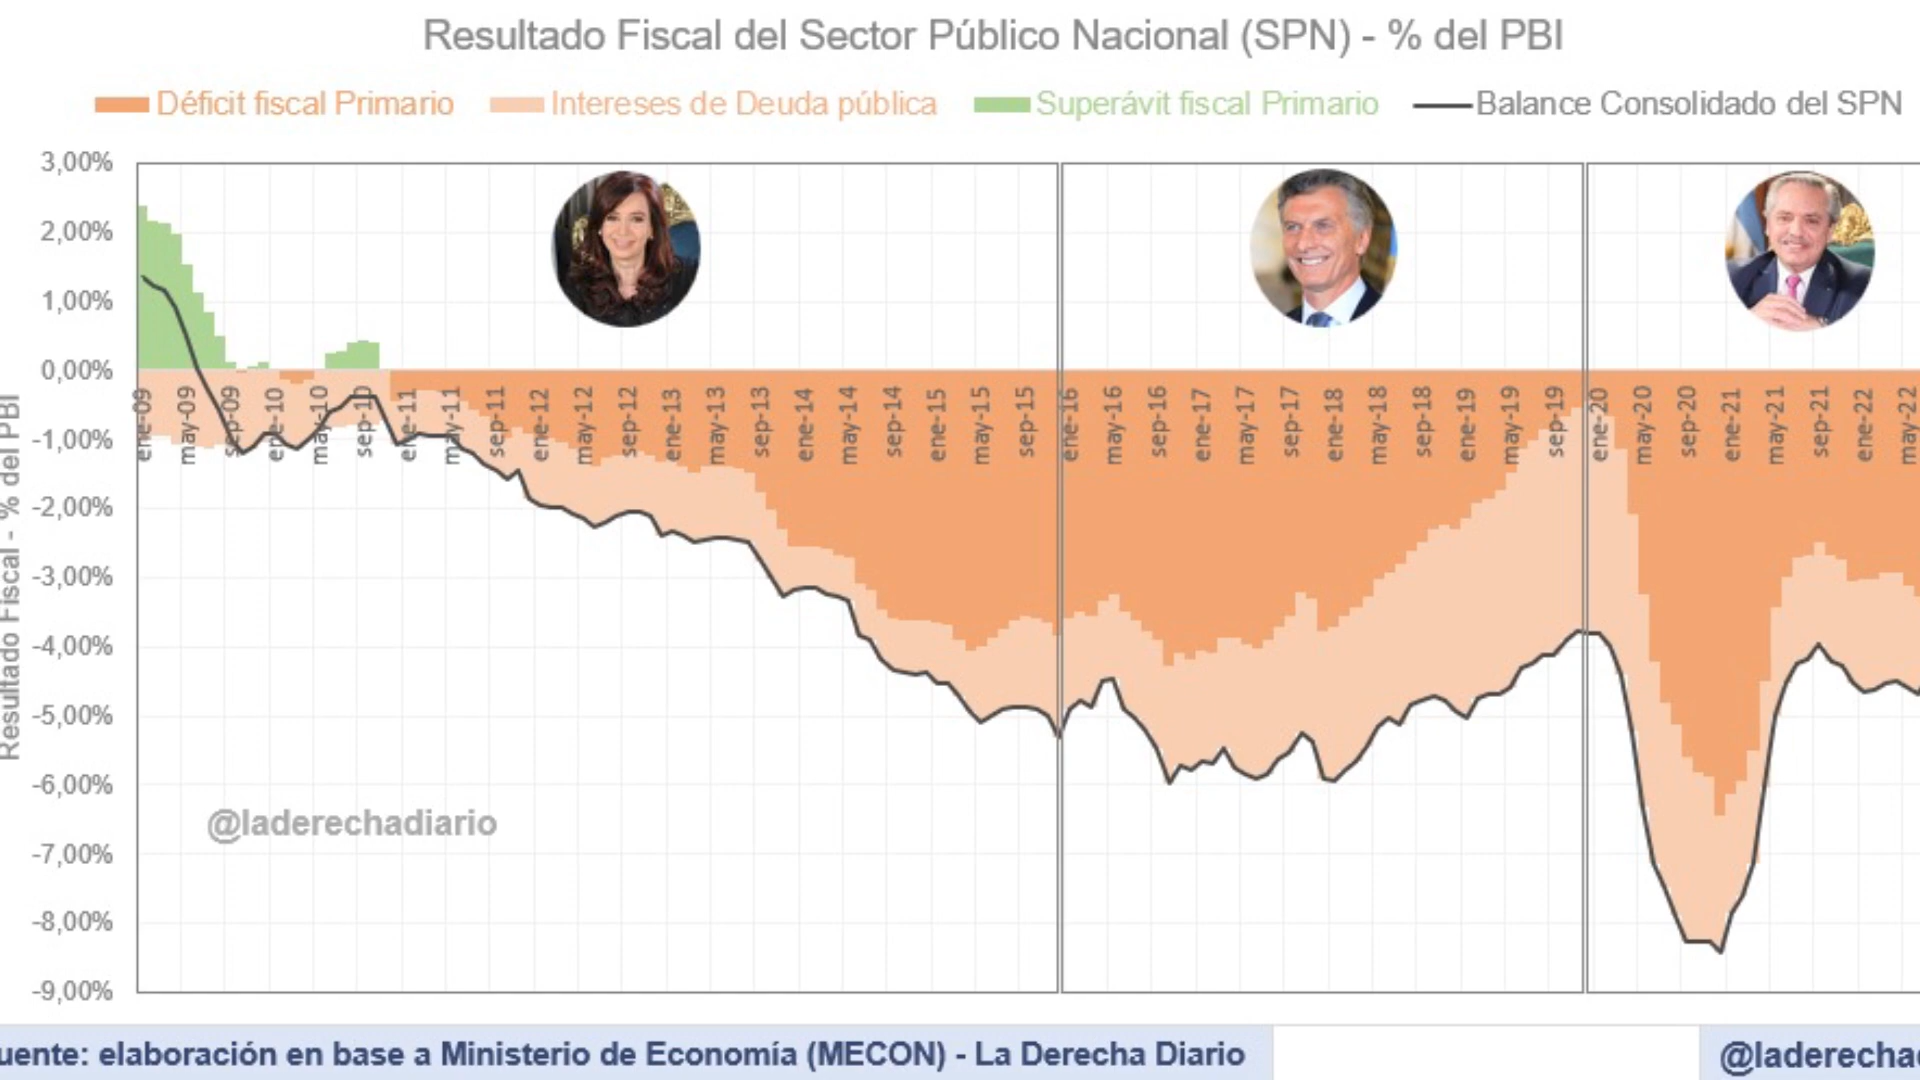 Resultado Fiscal del Sector Público Nacional (SPN) - % del PBI
Déficit fiscal Primario Intereses de Deuda pública Superávit fiscal Primario Balance Consolidado del SPN
Resultado Fiscal - % del PBI
3,00%
2,00%
1,00%
0,00%
-1,00%
-2,00%
-3,00%
-4,00%
-5,00%
-6,00%
-7,00%
-8,00%
-9,00%
ene-09 may-09 sep-09 ene-10 may-10 sep-10 ene-11 may-11 sep-11 ene-12 may-12 sep-12 ene-13 may-13 sep-13 ene-14 may-14 sep-14 ene-15 may-15 sep-15 ene-16 may-16 sep-16 ene-17 may-17 sep-17 ene-18 may-18 sep-18 ene-19 may-19 sep-19 ene-20 may-20 sep-20 ene-21 may-21 sep-21 ene-22 may-22
@laderechadiario
uente: elaboración en base a Ministerio de Economía (MECON) - La Derecha Diario
@laderecha